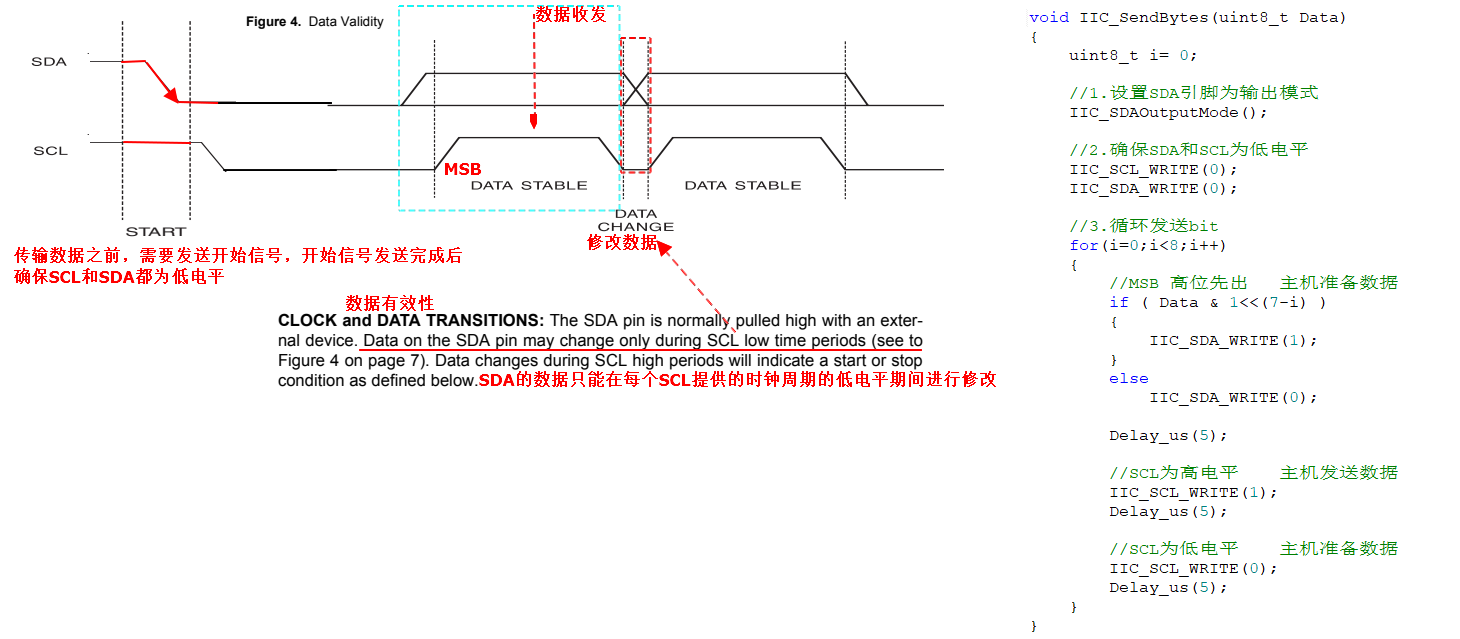 Figure 4. Data Validity
数据收发
SDA
SCL
MSB
DATA STABLE
DATA STABLE
START
DATA
CHANGE
修改数据
传输数据之前，需要发送开始信号，开始信号发送完成后
确保SCL和SDA都为低电平
数据有效性
CLOCK and DATA TRANSITIONS: The SDA pin is normally pulled high with an exter-
nal device. Data on the SDA pin may change only during SCL low time periods (see to
Figure 4 on page 7). Data changes during SCL high periods will indicate a start or stop
condition as defined below.SDA的数据只能在每个SCL提供的时钟周期的低电平期间进行修改
void IIC_SendBytes(uint8_t Data)
{
uint8_t i= 0;
//1.设置SDA引脚为输出模式
IIC_SDAOutputMode();
//2.确保SDA和SCL为低电平
IIC_SCL_WRITE(0);
IIC_SDA_WRITE(0);
//3.循环发送bit
for(i=0;i<8;i++)
{
//MSB 高位先出 主机准备数据
if ( Data & 1<<(7-i) )
{
IIC_SDA_WRITE(1);
}
else
IIC_SDA_WRITE(0);
Delay_us(5);
//SCL为高电平 主机发送数据
IIC_SCL_WRITE(1);
Delay_us(5);
//SCL为低电平 主机准备数据
IIC_SCL_WRITE(0);
Delay_us(5);
}
}